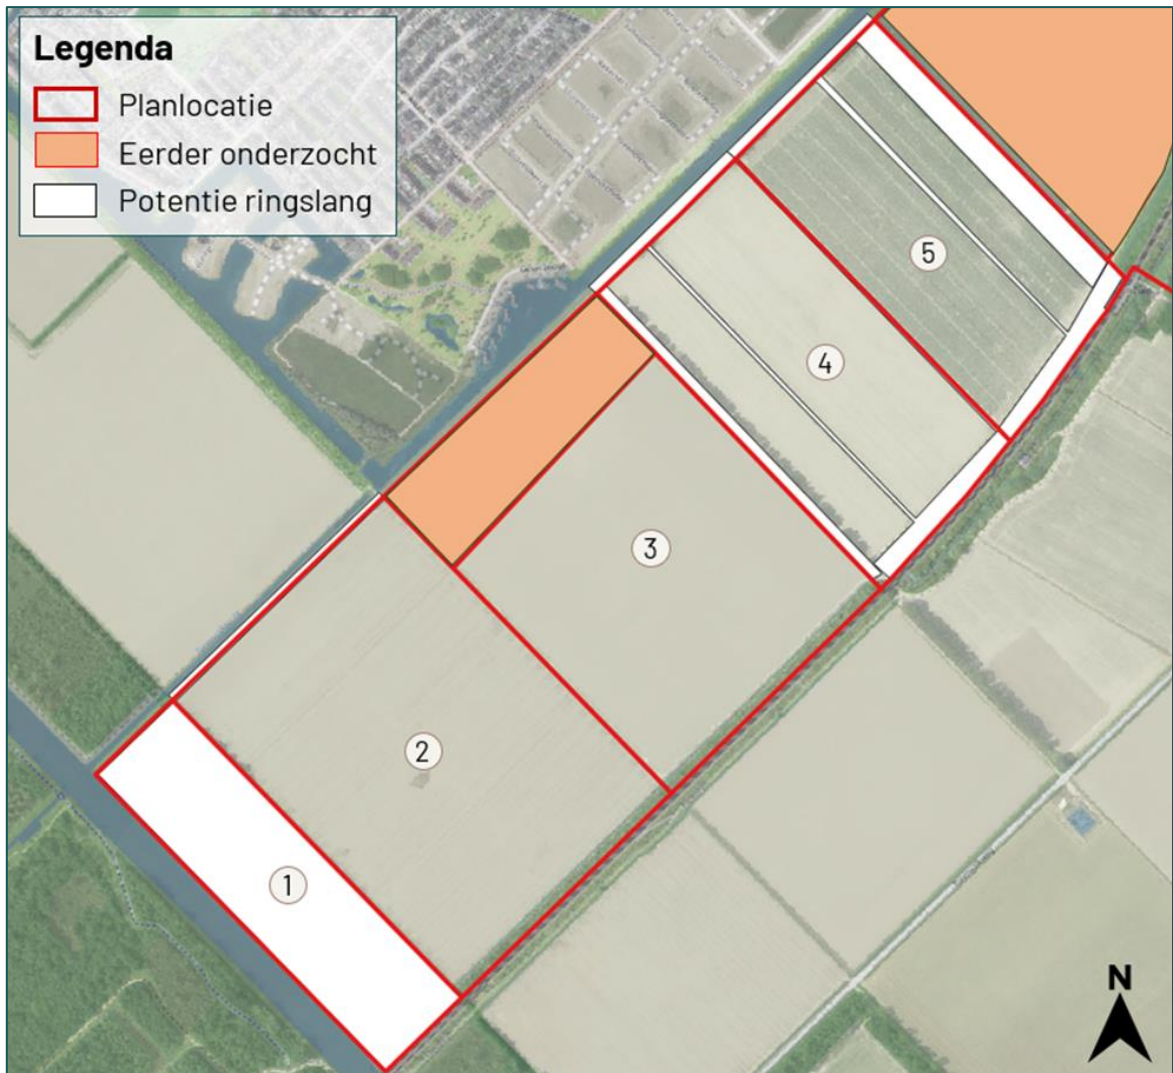 Legenda
Planlocatie
Eerder onderzocht
Potentie ringslang
5
4
3
2
1
N